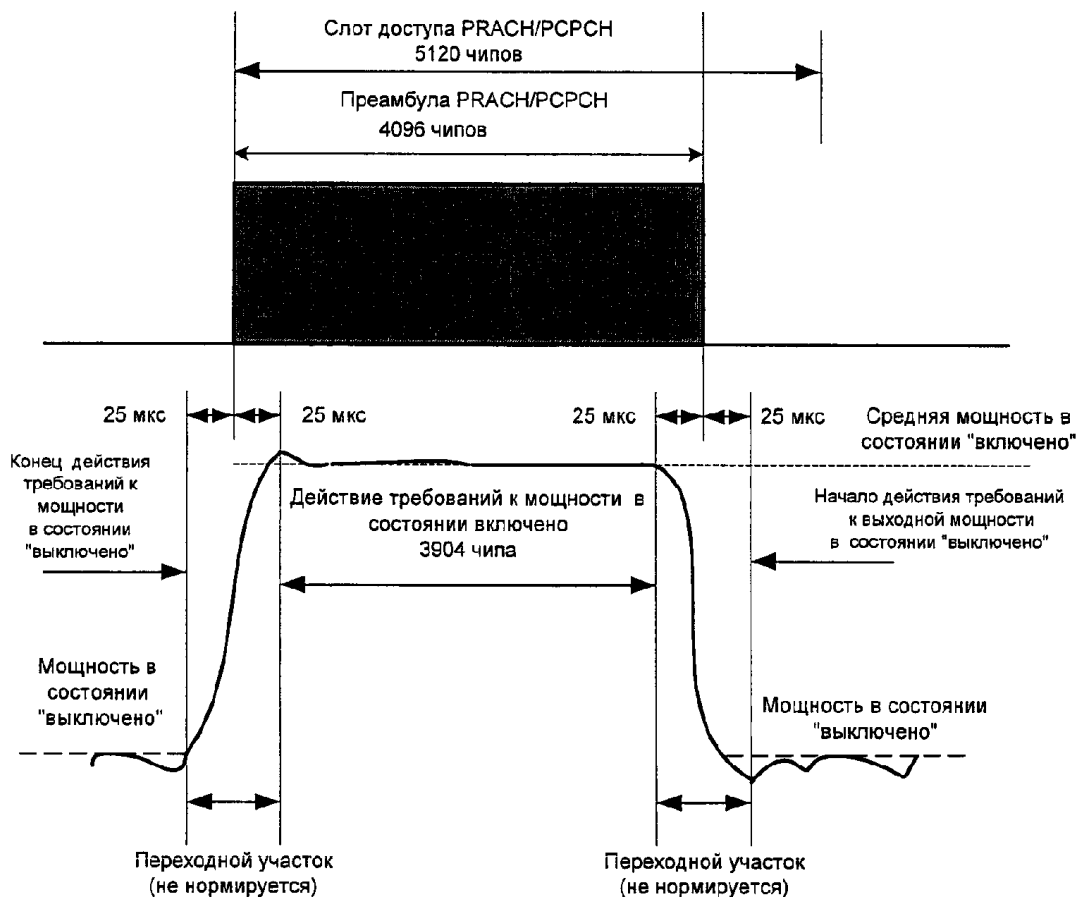 Слот доступа PRACH/PCPCH
5120 чипов
Преамбула PRACH/PCPCH
4096 чипов
25 мкс
25 мкс
25 мкс
25 мкс
Средняя мощность в
состоянии "включено"
Конец действия
требований к
мощности
в состоянии
"выключено"
Действие требований к мощности в
состоянии включено
3904 чипа
Начало действия требований
к выходной мощности
в состоянии "выключено"
Мощность в
состоянии
"выключено"
Мощность в состоянии
"выключено"
Переходной участок
(не нормируется)
Переходной участок
(не нормируется)